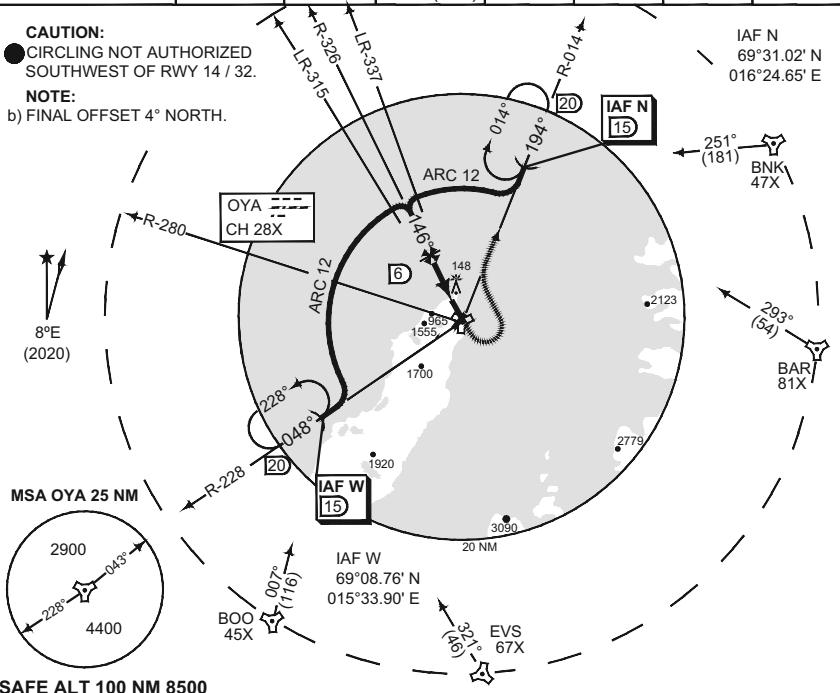 CAUTION:
CIRCLING NOT AUTHORIZED
SOUTHWEST OF RWY 14 / 32.
NOTE:
b) FINAL OFFSET 4° NORTH.
LR-315
R-326
LR-337
R-014
20
IAF N
69°31.02' N
016°24.65' E
IAF N
15
014°
194°
251°
(181)
BNK
47X
ARC 12
OYA
CH 28X
R-280
146°
6
148
ARC 12
8ºE
(2020)
965
1555
1700
2123
293°
(54)
BAR
81X
228°
048°
20
R-228
1920
2779
IAF W
15
3090
20 NM
MSA OYA 25 NM
2900
043°
228°
4400
SAFE ALT 100 NM 8500
IAF W
69°08.76' N
015°33.90' E
007°
(116)
BOO
45X
321°
(46)
EVS
67X